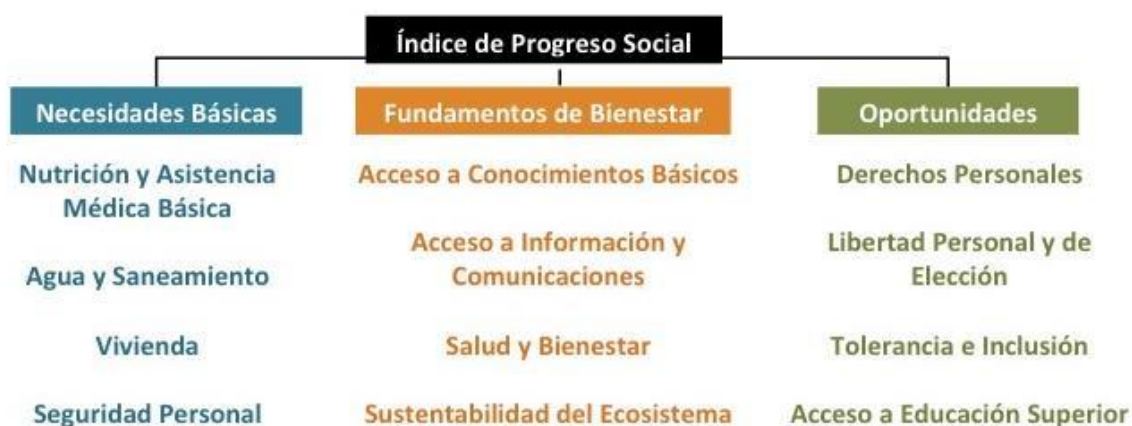 Índice de Progreso Social
Necesidades Básicas
Nutrición y Asistencia
Médica Básica
Agua y Saneamiento
Vivienda
Seguridad Personal
Fundamentos de Bienestar
Acceso a Conocimientos Básicos
Acceso a Información y
Comunicaciones
Salud y Bienestar
Sustentabilidad del Ecosistema
Oportunidades
Derechos Personales
Libertad Personal y de
Elección
Tolerancia e Inclusión
Acceso a Educación Superior